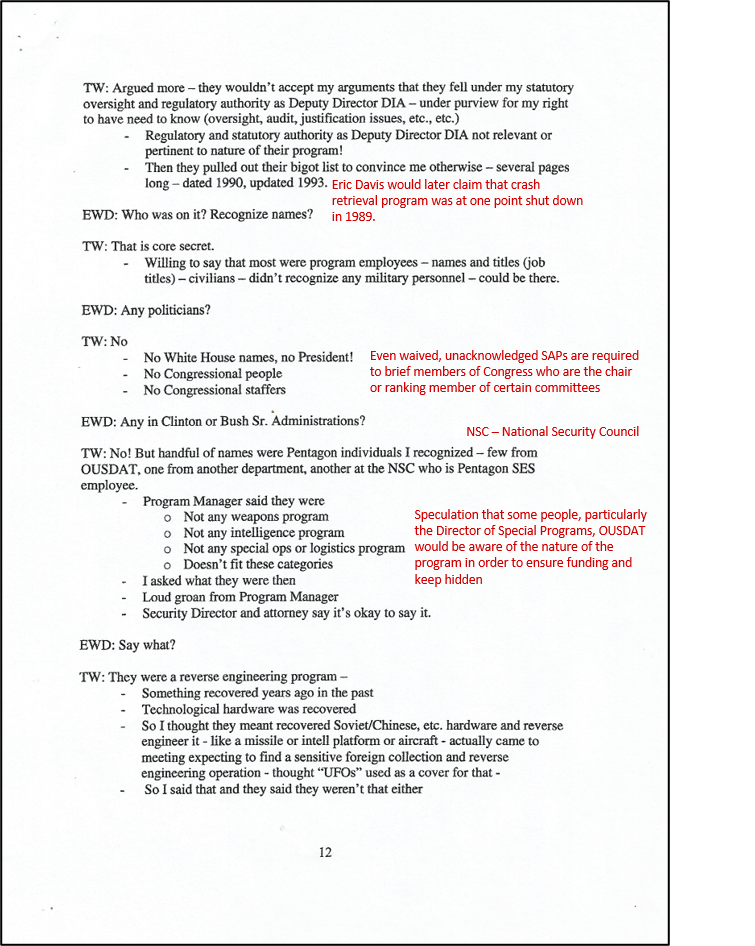 TW: Argued more – they wouldn't accept my arguments that they fell under my statutory
oversight and regulatory authority as Deputy Director DIA – under purview for my right
to have need to know (oversight, audit, justification issues, etc., etc.)
- Regulatory and statutory authority as Deputy Director DIA not relevant or
pertinent to nature of their program!
- Then they pulled out their bigot list to convince me otherwise – several pages
long – dated 1990, updated 1993.
Eric Davis would later claim that crash
retrieval program was at one point shut down
in 1989.
EWD: Who was on it? Recognize names?
TW: That is core secret.
- Willing to say that most were program employees – names and titles (job
titles) – civilians – didn't recognize any military personnel – could be there.
EWD: Any politicians?
TW: No
- No White House names, no President!
- No Congressional people
- No Congressional staffers
Even waived, unacknowledged SAPs are required
to brief members of Congress who are the chair
or ranking member of certain committees
EWD: Any in Clinton or Bush Sr. Administrations?
NSC – National Security Council
TW: No! But handful of names were Pentagon individuals I recognized – few from
OUSDAT, one from another department, another at the NSC who is Pentagon SES
employee.
- Program Manager said they were
o Not any weapons program
o Not any intelligence program
o Not any special ops or logistics program
o Doesn't fit these categories
Speculation that some people, particularly
the Director of Special Programs, OUSDAT
would be aware of the nature of the
program in order to ensure funding and
keep hidden
- I asked what they were then
- Loud groan from Program Manager
- Security Director and attorney say it's okay to say it.
EWD: Say what?
TW: They were a reverse engineering program –
- Something recovered years ago in the past
- Technological hardware was recovered
- So I thought they meant recovered Soviet/Chinese, etc. hardware and reverse
engineer it - like a missile or intell platform or aircraft - actually came to
meeting expecting to find a sensitive foreign collection and reverse
engineering operation - thought "UFOs" used as a cover for that -
- So I said that and they said they weren't that either
12